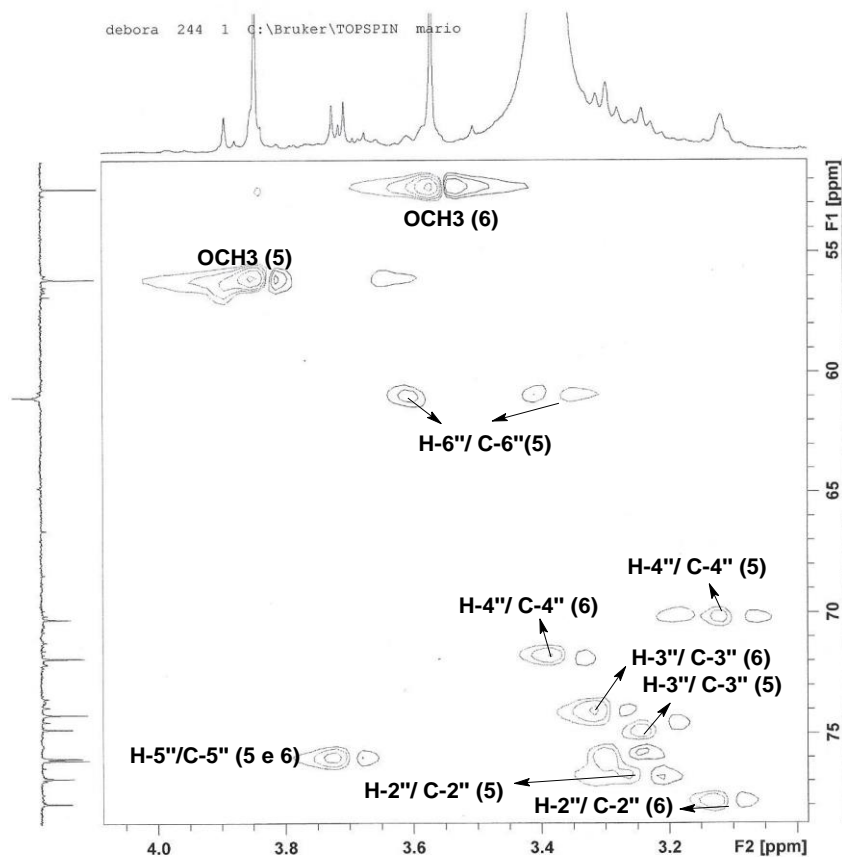 debora 244 1 C:\Bruker\TOPSPIN mario
OCH3 (6)
OCH3 (5)
H-6"/ C-6"(5)
H-4"/ C-4" (5)
H-4"/ C-4" (6)
H-3"/ C-3" (6)
H-3"/ C-3" (5)
H-5"/C-5" (5 e 6)
H-2"/ C-2" (5)
H-2"/ C-2" (6)
F1 [ppm]
55
60
65
70
75
4.0 3.8 3.6 3.4 3.2 F2 [ppm]